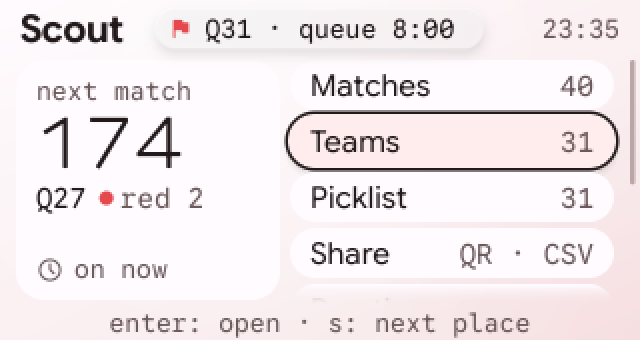 Scout
Q31 · queue 8:00
23:35
next match
174
Q27 red 2
on now
Matches 40
Teams 31
Picklist 31
Share QR · CSV
enter: open · s: next place